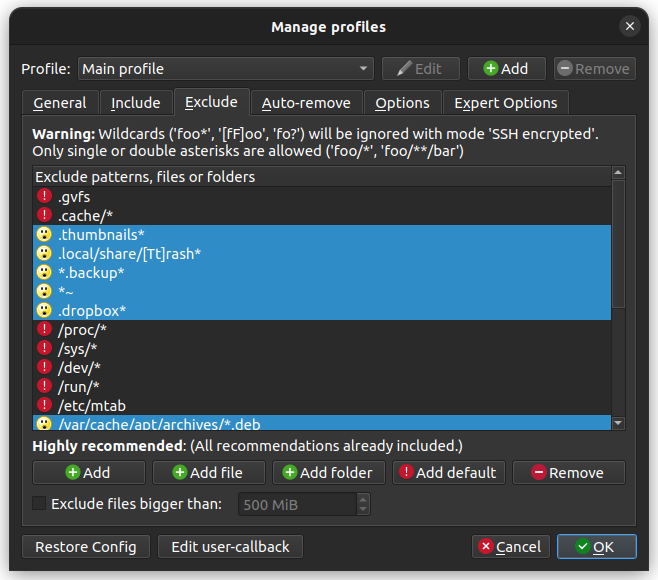 Manage profiles
Profile: Main profile Edit Add Remove
General Include Exclude Auto-remove Options Expert Options
Warning: Wildcards ('foo*', '[fF]oo', 'fo?') will be ignored with mode 'SSH encrypted'.
Only single or double asterisks are allowed ('foo/*', 'foo/**/bar')
Exclude patterns, files or folders
.gvfs
.cache/*
.thumbnails*
.local/share/[Tt]rash*
*.backup*
*~
.dropbox*
/proc/*
/sys/*
/dev/*
/run/*
/etc/mtab
/var/cache/apt/archives/*.deb
Highly recommended: (All recommendations already included.)
Add Add file Add folder Add default Remove
Exclude files bigger than: 500 MiB
Restore Config Edit user-callback Cancel OK